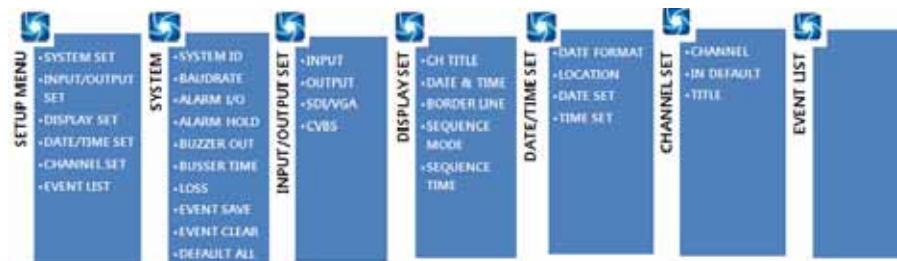 SETUP MENU
•SYSTEM SET
•INPUT/OUTPUT
SET
•DISPLAY SET
•DATE/TIME SET
•CHANNEL SET
•EVENT LIST
SYSTEM
•SYSTEM ID
•BAUDRATE
•ALARM I/O
•ALARM HOLD
•BUZZER OUT
•BUSSER TIME
•LOSS
•EVENT SAVE
•EVENT CLEAR
•DEFAULT ALL
INPUT/OUTPUT SET
•INPUT
•OUTPUT
•SDI/VGA
•CVBS
DISPLAY SET
•CH TITLE
•DATE & TIME
•BORDER LINE
•SEQUENCE
MODE
•SEQUENCE
TIME
DATE/TIME SET
•DATE FORMAT
•LOCATION
•DATE SET
•TIME SET
CHANNEL SET
•CHANNEL
•IN DEFAULT
•TITLE
EVENT LIST